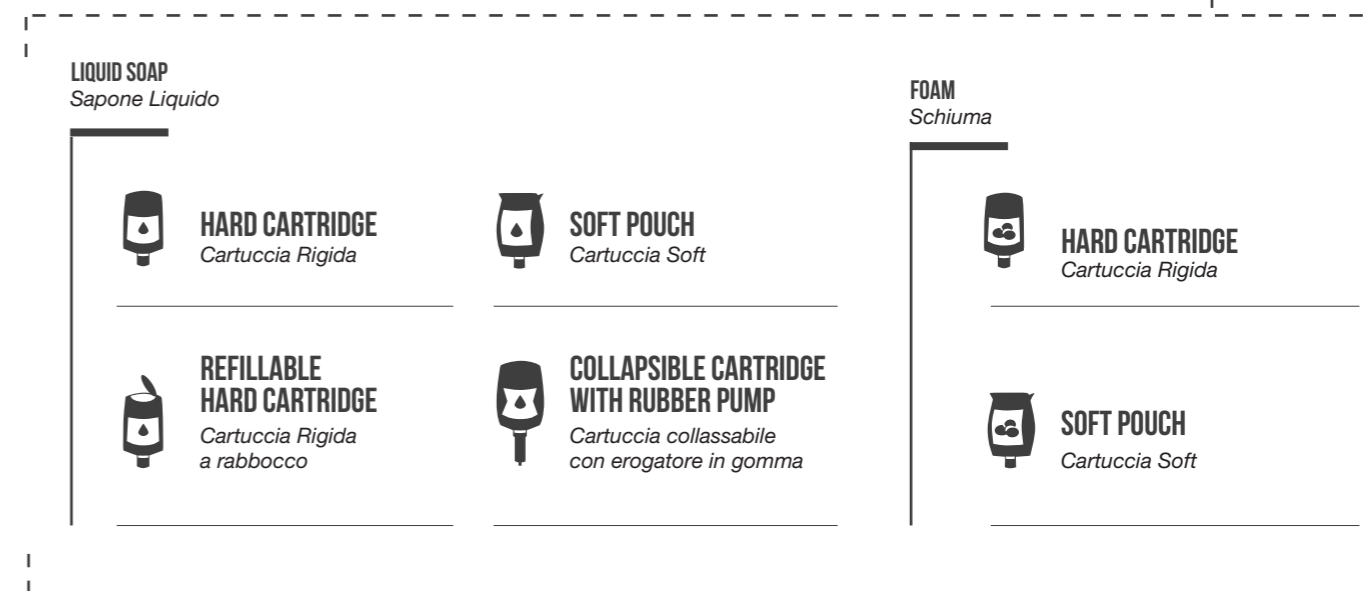 LIQUID SOAP
Sapone Liquido
HARD CARTRIDGE
Cartuccia Rigida
SOFT POUCH
Cartuccia Soft
REFILLABLE
HARD CARTRIDGE
Cartuccia Rigida
a rabbocco
COLLAPSIBLE CARTRIDGE
WITH RUBBER PUMP
Cartuccia collassabile
con erogatore in gomma
FOAM
Schiuma
HARD CARTRIDGE
Cartuccia Rigida
SOFT POUCH
Cartuccia Soft